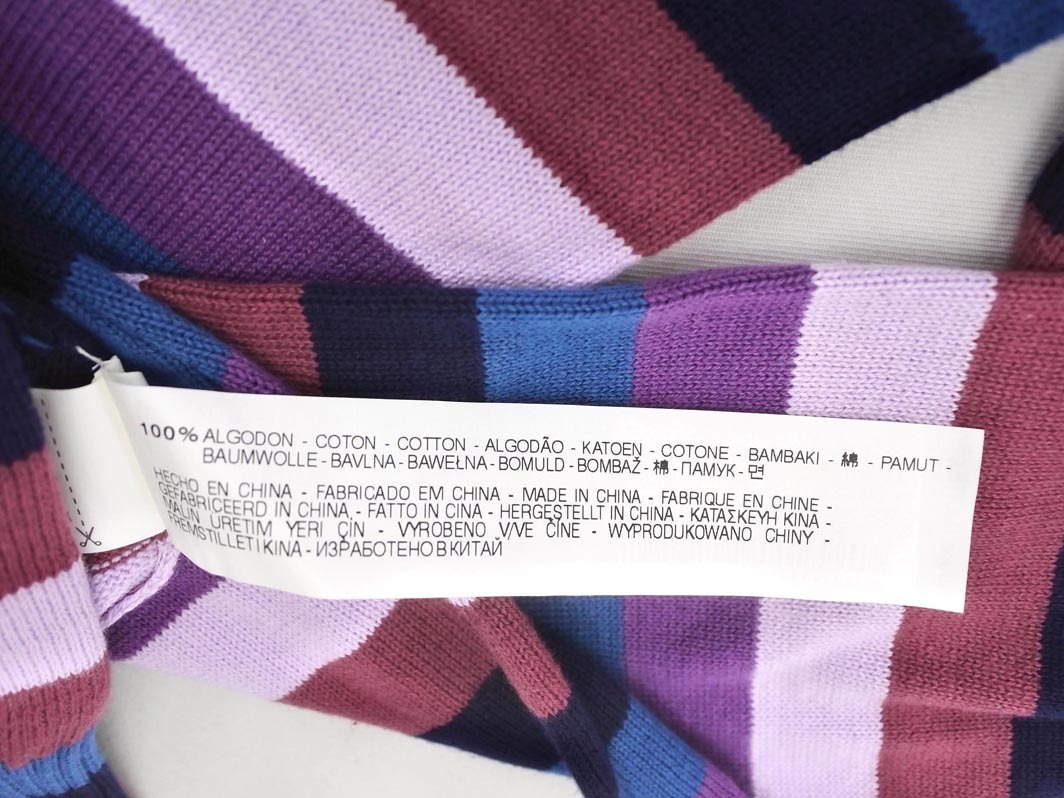 100% ALGODON - COTON - COTTON - ALGODÃO - KATOEN - COTONE - BAMBAKI - 綿 - PAMUT -
BAUMWOLLE - BAVLNA - BAWEŁNA - BOMULD - BOMBAŽ - 棉 - ПАМУК - 면
HECHO EN CHINA - FABRICADO EM CHINA - MADE IN CHINA - FABRIQUE EN CHINE -
GEFABRICEERD IN CHINA, - FATTO IN CINA - HERGESTELLT IN CHINA - ΚΑΤΑΣΚΕΥΗ ΚΙΝΑ -
MALIN URETIM YERI ÇİN - VYROBENO V/VE ČÍNE - WYPRODUKOWANO CHINY -
FREMSTILLET I KINA - ИЗРАБОТЕНО В КИТАЙ